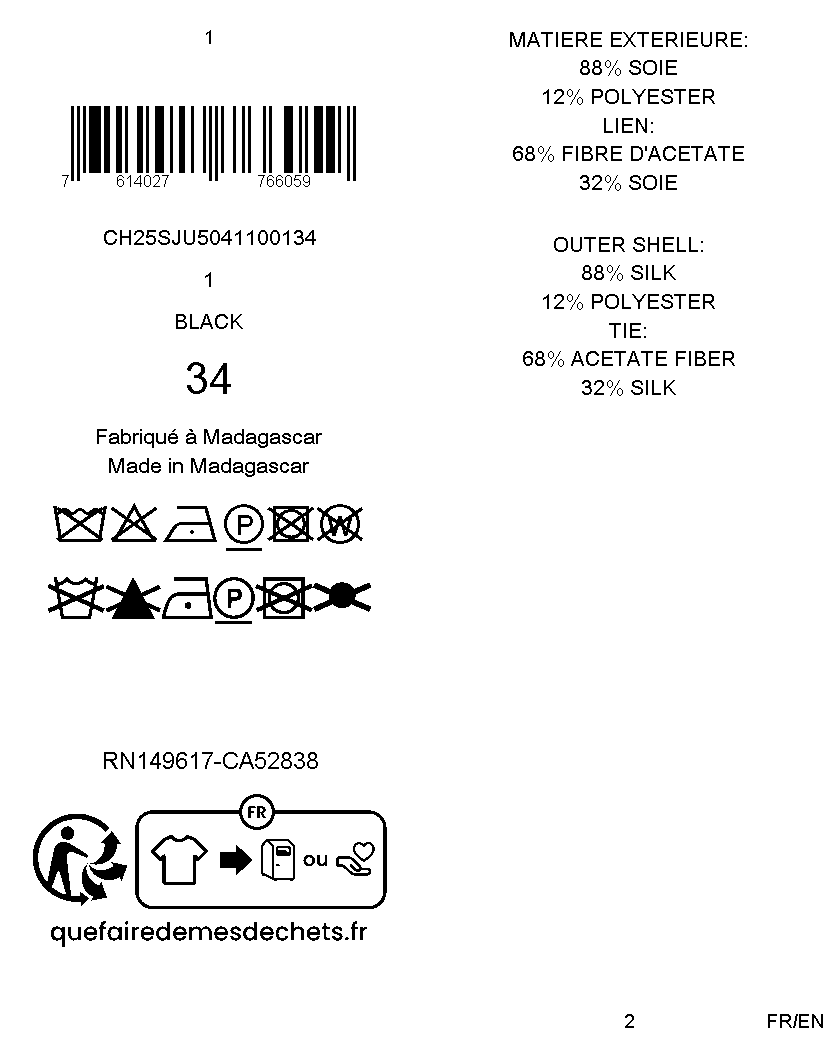 1
7 614027 766059
CH25SJU5041100134
1
BLACK
34
Fabriqué à Madagascar
Made in Madagascar
P W
P
RN149617-CA52838
FR
ou
quefairedemesdechets.fr
MATIERE EXTERIEURE:
88% SOIE
12% POLYESTER
LIEN:
68% FIBRE D'ACETATE
32% SOIE
OUTER SHELL:
88% SILK
12% POLYESTER
TIE:
68% ACETATE FIBER
32% SILK
2 FR/EN